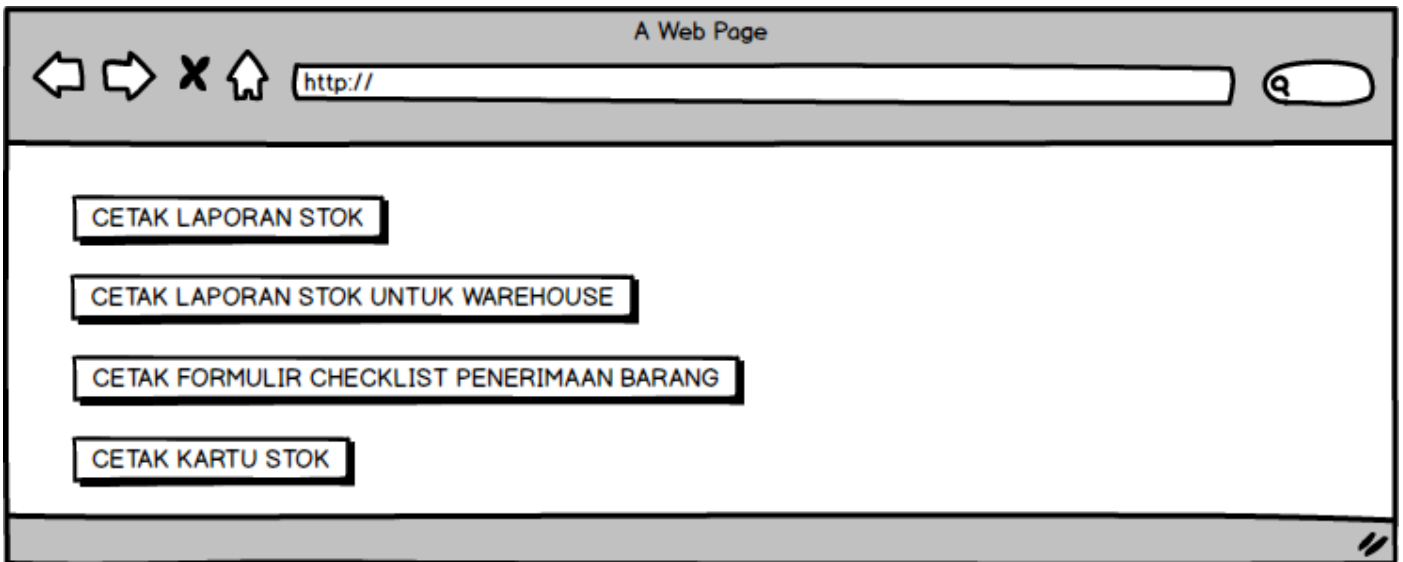 A Web Page
http://
CETAK LAPORAN STOK
CETAK LAPORAN STOK UNTUK WAREHOUSE
CETAK FORMULIR CHECKLIST PENERIMAAN BARANG
CETAK KARTU STOK